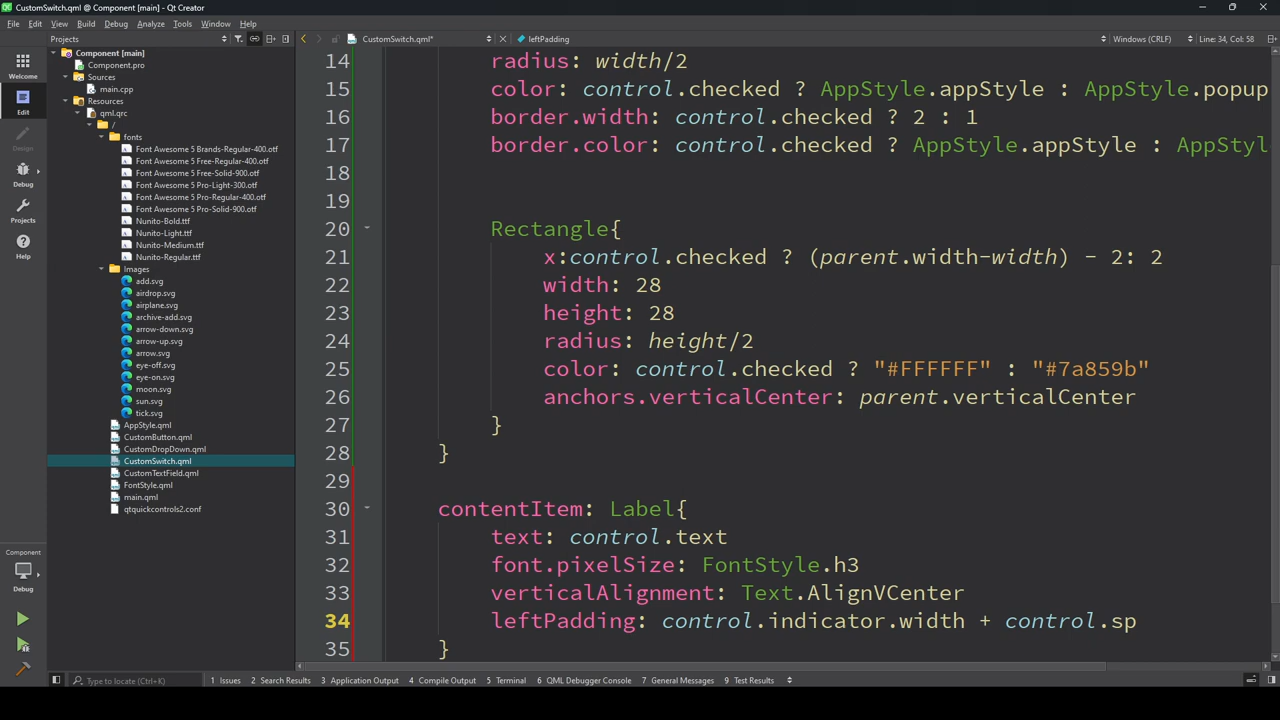 CustomSwitch.qml @ Component [main] - Qt Creator
File Edit View Build Debug Analyze Tools Window Help
Projects
CustomSwitch.qml*
leftPadding
Windows (CRLF)
Line: 34, Col: 58
Welcome
Edit
Design
Debug
Projects
Help
Component
Debug
Component [main]
Component.pro
Sources
main.cpp
Resources
qml.qrc
/
fonts
Font Awesome 5 Brands-Regular-400.otf
Font Awesome 5 Free-Regular-400.otf
Font Awesome 5 Free-Solid-900.otf
Font Awesome 5 Pro-Light-300.otf
Font Awesome 5 Pro-Regular-400.otf
Font Awesome 5 Pro-Solid-900.otf
Nunito-Bold.ttf
Nunito-Light.ttf
Nunito-Medium.ttf
Nunito-Regular.ttf
Images
add.svg
airdrop.svg
airplane.svg
archive-add.svg
arrow-down.svg
arrow-up.svg
arrow.svg
eye-off.svg
eye-on.svg
moon.svg
sun.svg
tick.svg
AppStyle.qml
CustomButton.qml
CustomDropDown.qml
CustomSwitch.qml
CustomTextField.qml
FontStyle.qml
main.qml
qtquickcontrols2.conf
14 radius: width/2
15 color: control.checked ? AppStyle.appStyle : AppStyle.popup
16 border.width: control.checked ? 2 : 1
17 border.color: control.checked ? AppStyle.appStyle : AppStyl
18
19
20 Rectangle{
21 x:control.checked ? (parent.width-width) - 2: 2
22 width: 28
23 height: 28
24 radius: height/2
25 color: control.checked ? "#FFFFFF" : "#7a859b"
26 anchors.verticalCenter: parent.verticalCenter
27 }
28 }
29
30 contentItem: Label{
31 text: control.text
32 font.pixelSize: FontStyle.h3
33 verticalAlignment: Text.AlignVCenter
34 leftPadding: control.indicator.width + control.sp
35 }
Type to locate (Ctrl+K)
1 Issues 2 Search Results 3 Application Output 4 Compile Output 5 Terminal 6 QML Debugger Console 7 General Messages 9 Test Results